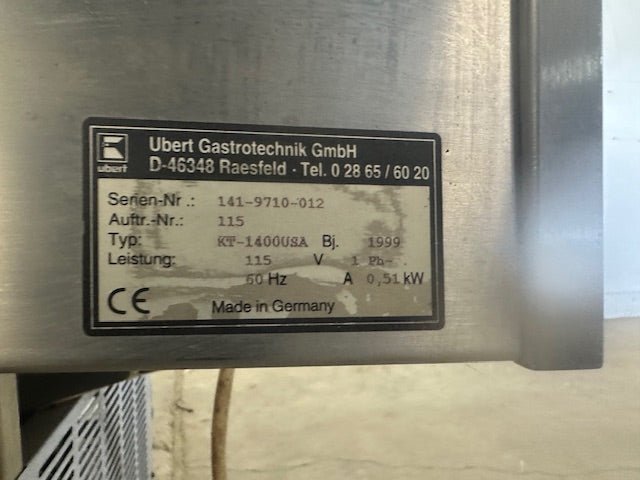 ubert
Ubert Gastrotechnik GmbH
D-46348 Raesfeld · Tel. 0 28 65 / 60 20
Serien-Nr.: 141-9710-012
Auftr.-Nr.: 115
Typ: KT-1400USA Bj. 1999
Leistung: 115 V 1 Ph~
60 Hz A 0,51 kW
CE Made in Germany